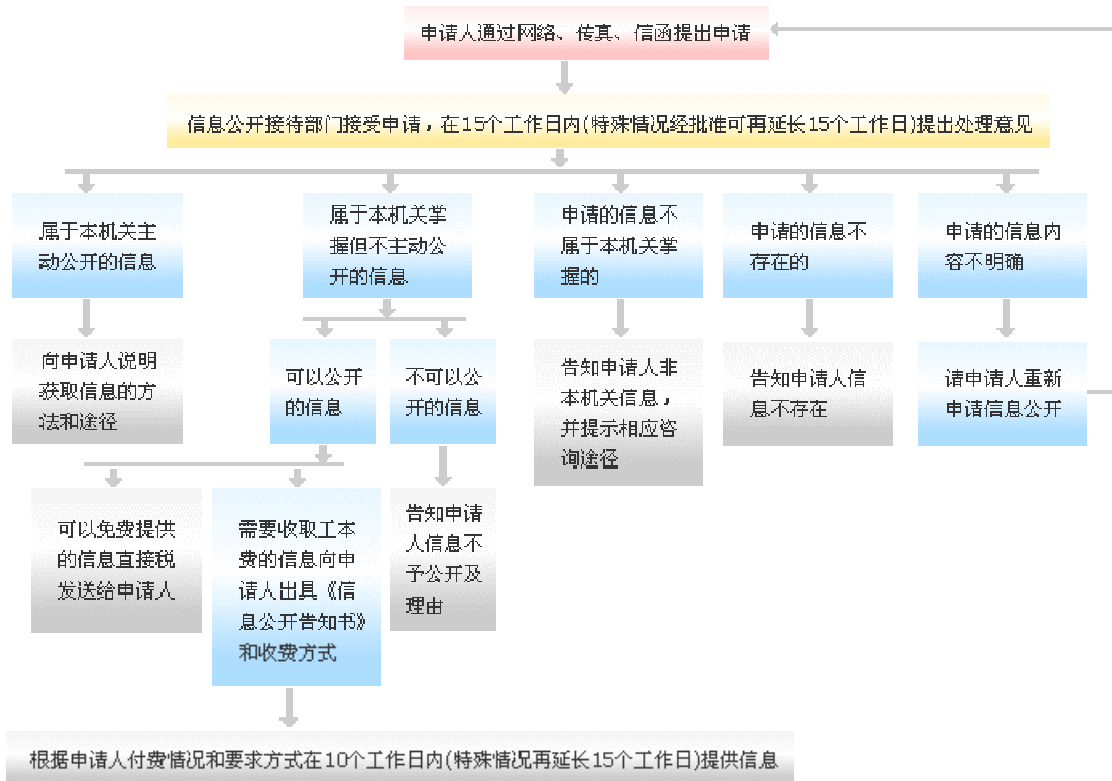 申请人通过网络、传真、信函提出申请
信息公开接待部门接受申请，在15个工作日内(特殊情况经批准可再延长15个工作日)提出处理意见
属于本机关主
动公开的信息
属于本机关掌
握但不主动公
开的信息
申请的信息不
属于本机关掌
握的
申请的信息不
存在的
申请的信息内
容不明确
向申请人说明
获取信息的方
法和途径
可以公开
的信息
不可以公
开的信息
告知申请人非
本机关信息，
并提示相应咨
询途径
告知申请人信
息不存在
请申请人重新
申请信息公开
可以免费提供
的信息直接税
发送给申请人
需要收取工本
费的信息向申
请人出具《信
息公开告知书》
和收费方式
告知申请
人信息不
予公开及
理由
根据申请人付费情况和要求方式在10个工作日内(特殊情况再延长15个工作日)提供信息